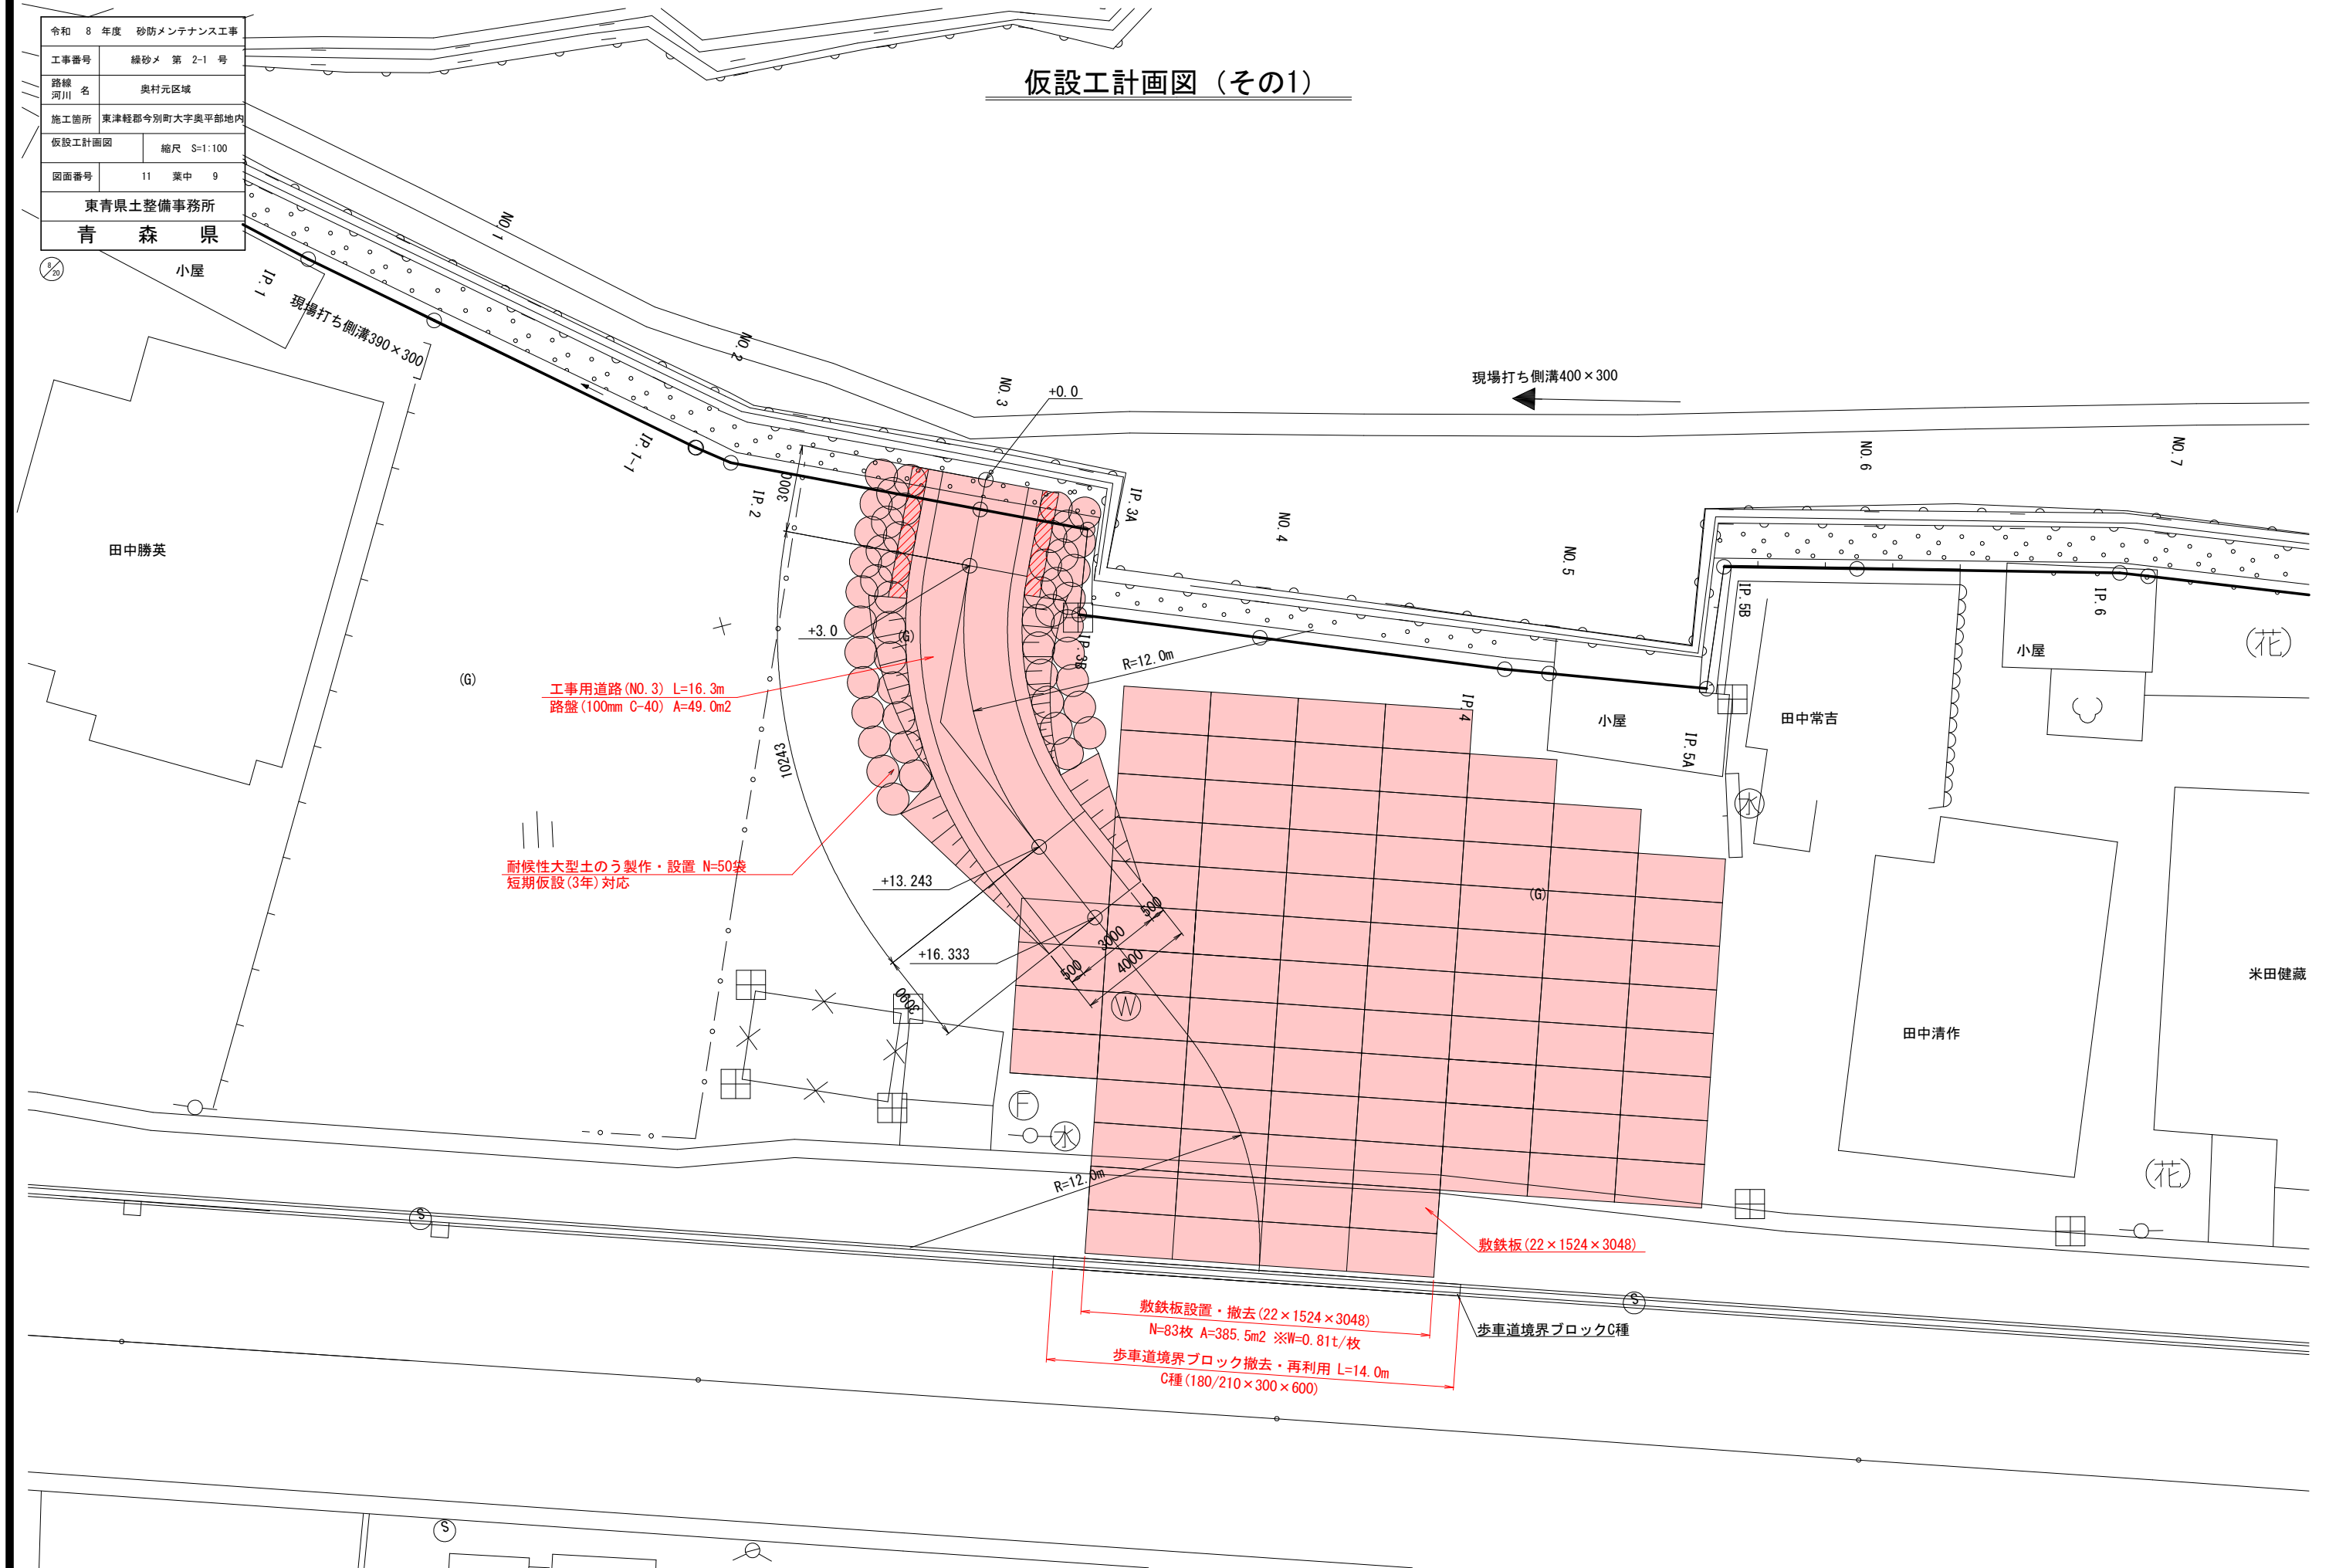 令和 8 年度 砂防メンテナンス工事
工事番号 緑砂メ 第 2-1 号
路線
河川 名 奥村元区域
施工箇所 東津軽郡今別町大字奥平部地内
仮設工計画図 縮尺 S=1:100
図面番号 11 葉中 9
東青県土整備事務所
青 森 県
8/20
仮設工計画図（その1）
小屋
IP.1
現場打ち側溝390×300
NO.1
NO.2
NO.3
+0.0
現場打ち側溝400×300
NO.6
NO.7
IP.1-1
IP.2
3000
IP.3A
NO.4
NO.5
田中勝英
+3.0
(G)
IP.3B
R=12.0m
IP.5B
IP.6
小屋
(花)
(G)
工事用道路(NO.3) L=16.3m
路盤(100mm C-40) A=49.0m2
IP.4
小屋
IP.5A
田中常吉
10243
水
耐候性大型土のう製作・設置 N=50袋
短期仮設(3年)対応
+13.243
(G)
500
3000
4000
500
+16.333
3090
W
米田健蔵
田中清作
F
水
R=12.0m
(花)
S
敷鉄板(22×1524×3048)
敷鉄板設置・撤去(22×1524×3048)
N=83枚 A=385.5m2 ※W=0.81t/枚
S
歩車道境界ブロックC種
歩車道境界ブロック撤去・再利用 L=14.0m
C種(180/210×300×600)
S